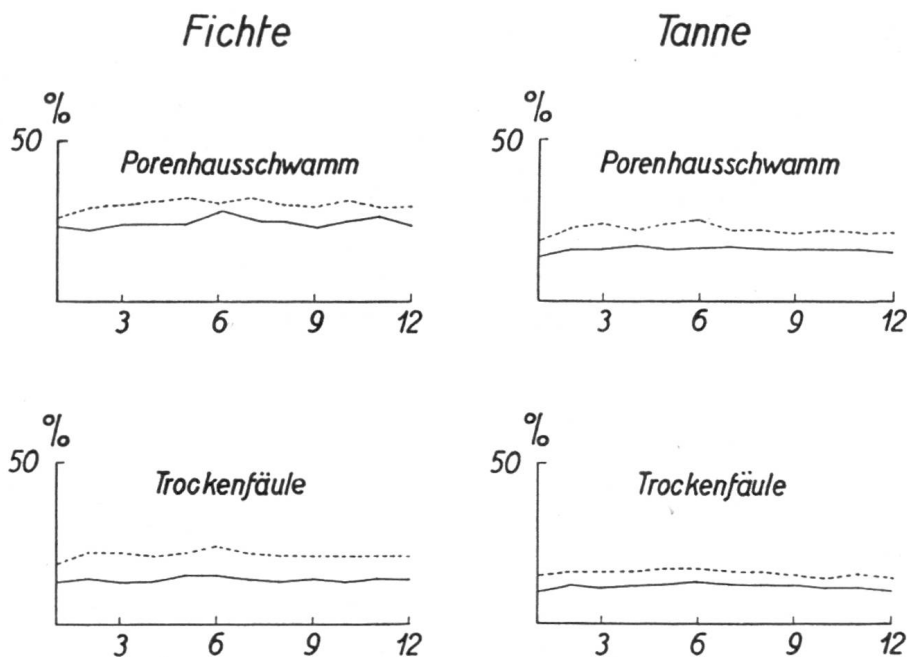 Fichte
Tanne
%
50
Porenhausschwamm
3 6 9 12
%
50
Porenhausschwamm
3 6 9 12
%
50
Trockenfäule
3 6 9 12
%
50
Trockenfäule
3 6 9 12